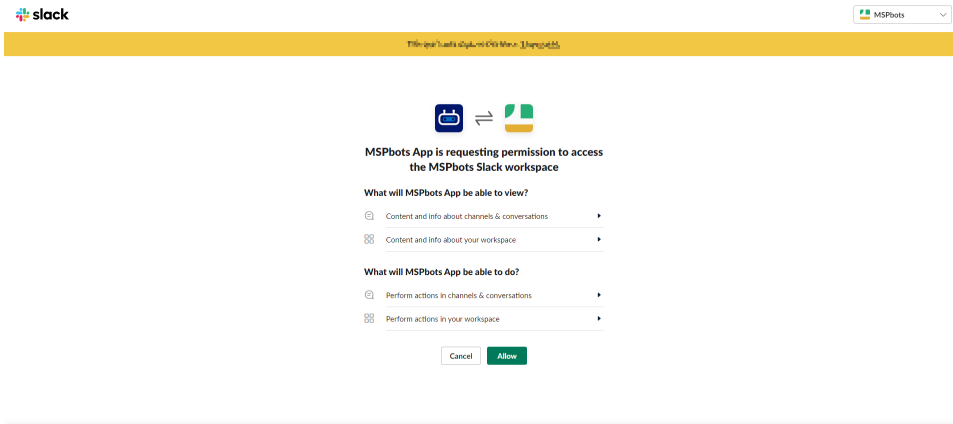 slack
MSPbots
MSPbots App is requesting permission to access
the MSPbots Slack workspace
What will MSPbots App be able to view?
Content and info about channels & conversations
Content and info about your workspace
What will MSPbots App be able to do?
Perform actions in channels & conversations
Perform actions in your workspace
Cancel
Allow